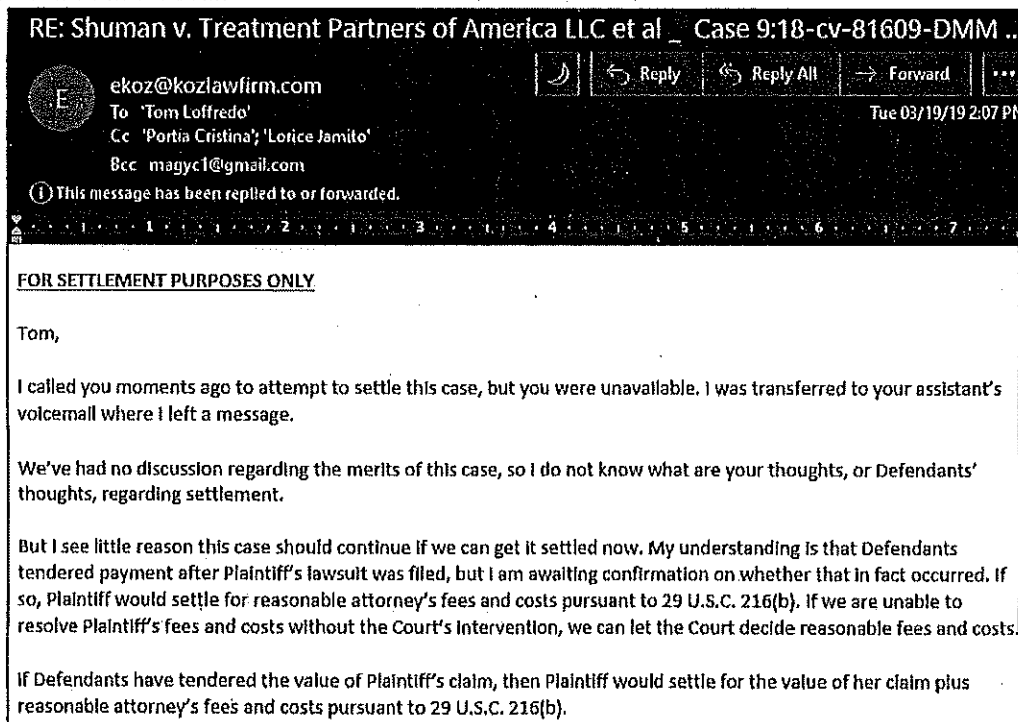 RE: Shuman v. Treatment Partners of America LLC et al _ Case 9:18-cv-81609-DMM ...
E
ekoz@kozlawfirm.com
Reply
Reply All
Forward
...
To 'Tom Loffredo'
Tue 03/19/19 2:07 PM
Cc 'Portia Cristina'; 'Lorice Jamito'
Bcc magyc1@gmail.com
This message has been replied to or forwarded.
1 2 3 4 5 6 7
FOR SETTLEMENT PURPOSES ONLY
Tom,
I called you moments ago to attempt to settle this case, but you were unavailable. I was transferred to your assistant's
voicemail where I left a message.
We've had no discussion regarding the merits of this case, so I do not know what are your thoughts, or Defendants'
thoughts, regarding settlement.
But I see little reason this case should continue if we can get it settled now. My understanding is that Defendants
tendered payment after Plaintiff's lawsuit was filed, but I am awaiting confirmation on whether that in fact occurred. If
so, Plaintiff would settle for reasonable attorney's fees and costs pursuant to 29 U.S.C. 216(b). If we are unable to
resolve Plaintiff's fees and costs without the Court's intervention, we can let the Court decide reasonable fees and costs.
If Defendants have tendered the value of Plaintiff's claim, then Plaintiff would settle for the value of her claim plus
reasonable attorney's fees and costs pursuant to 29 U.S.C. 216(b).